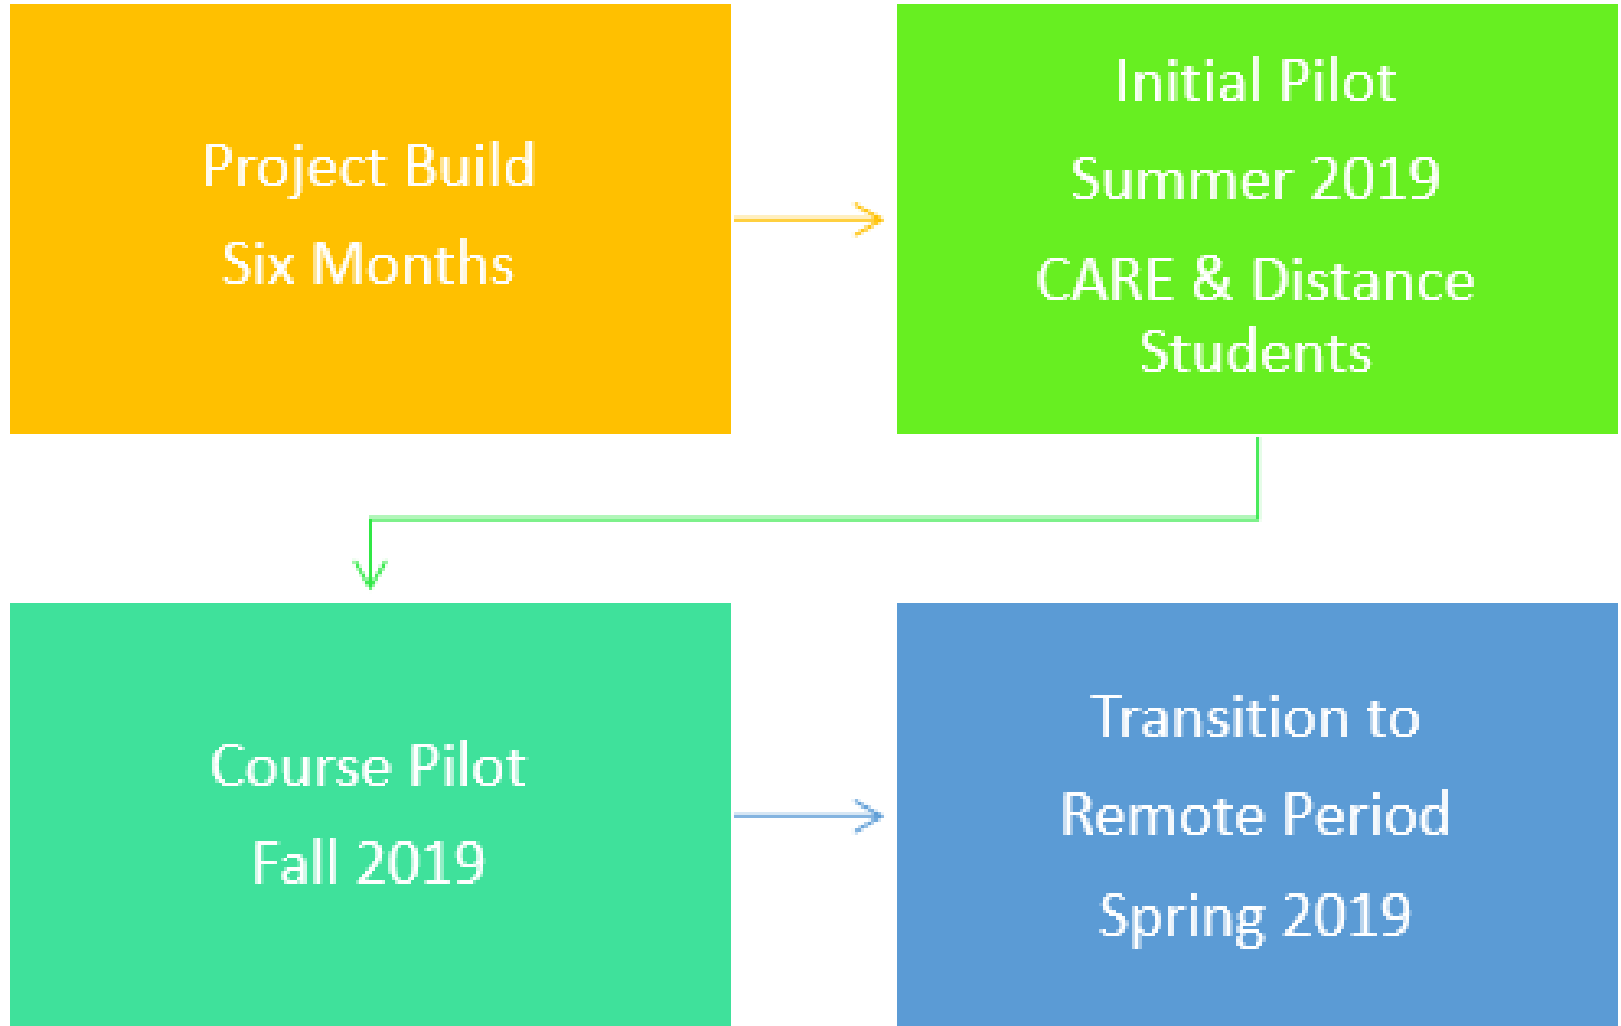 Project Build
Six Months
Initial Pilot
Summer 2019
CARE & Distance
Students
Course Pilot
Fall 2019
Transition to
Remote Period
Spring 2019